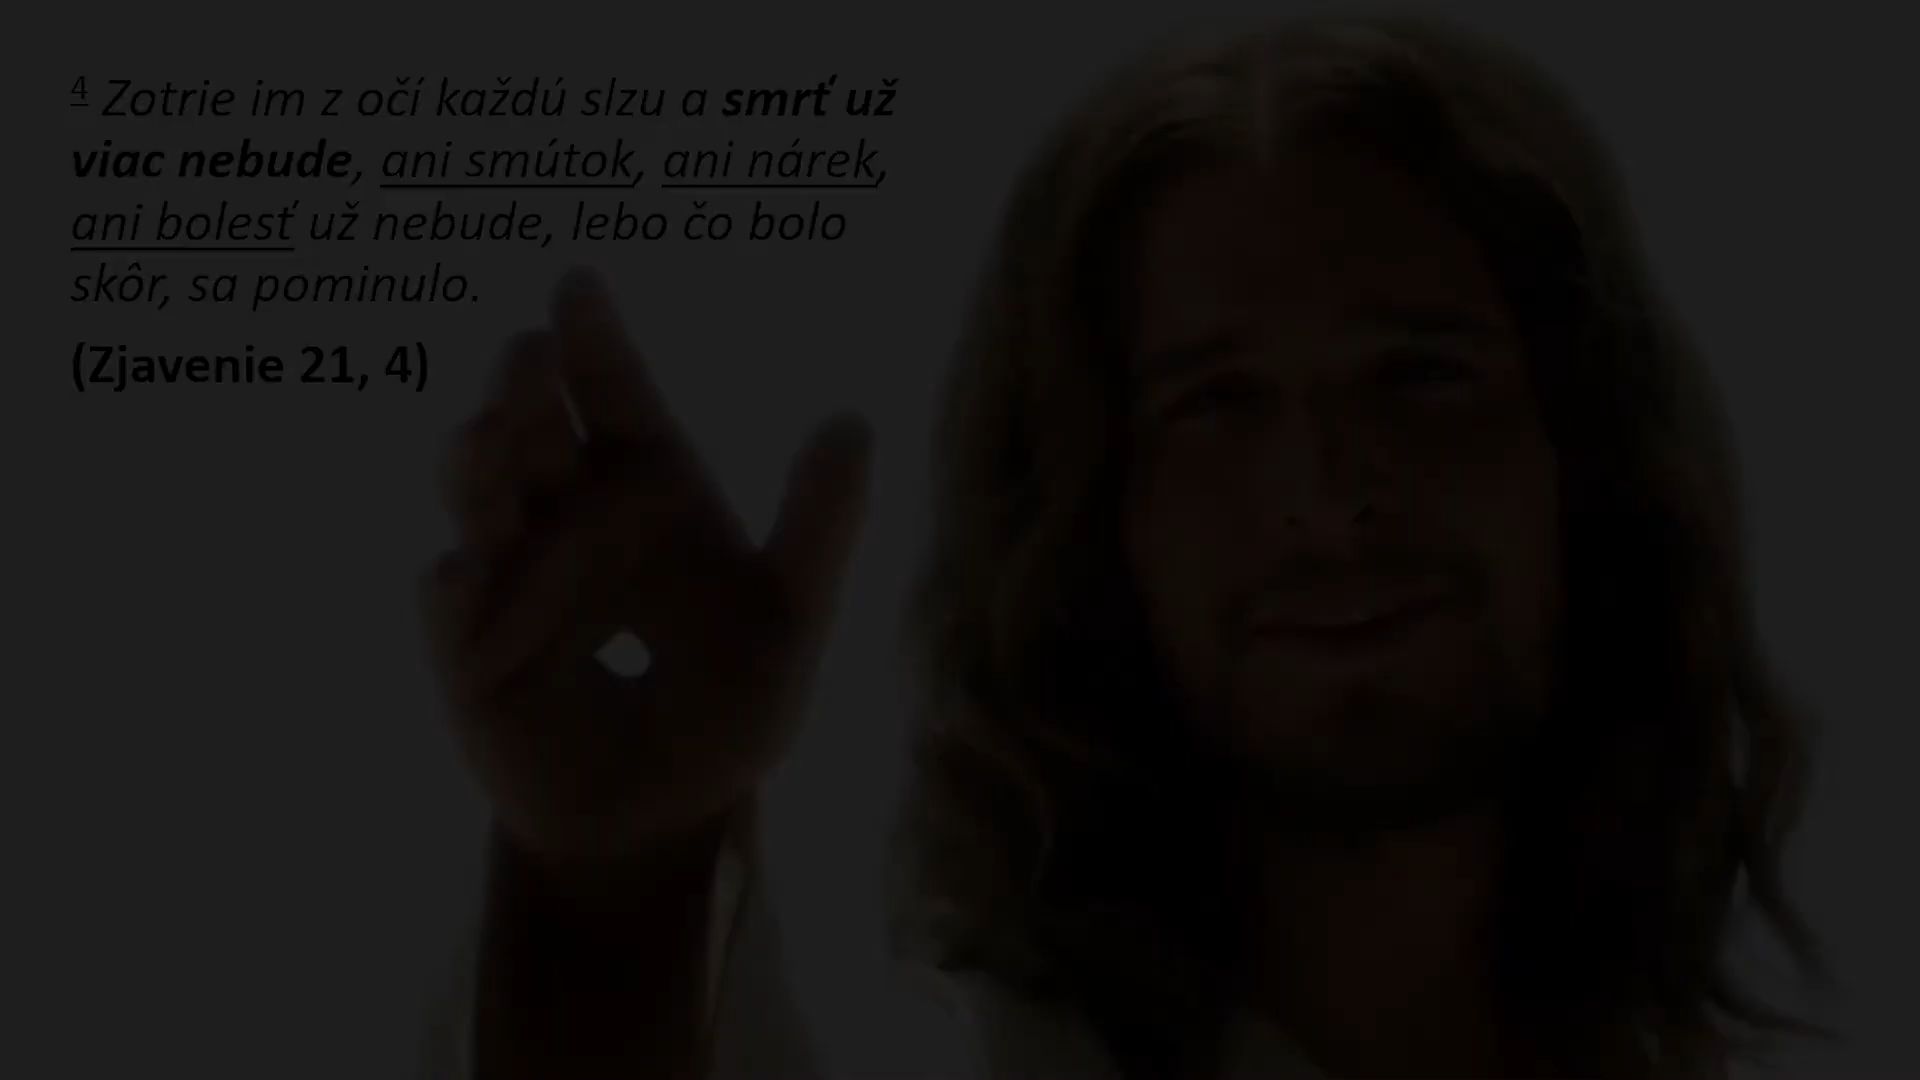 4 Zotrie im z očí každú slzu a smrť už
viac nebude, ani smútok, ani nárek,
ani bolesť už nebude, lebo čo bolo
skôr, sa pominulo.
(Zjavenie 21, 4)